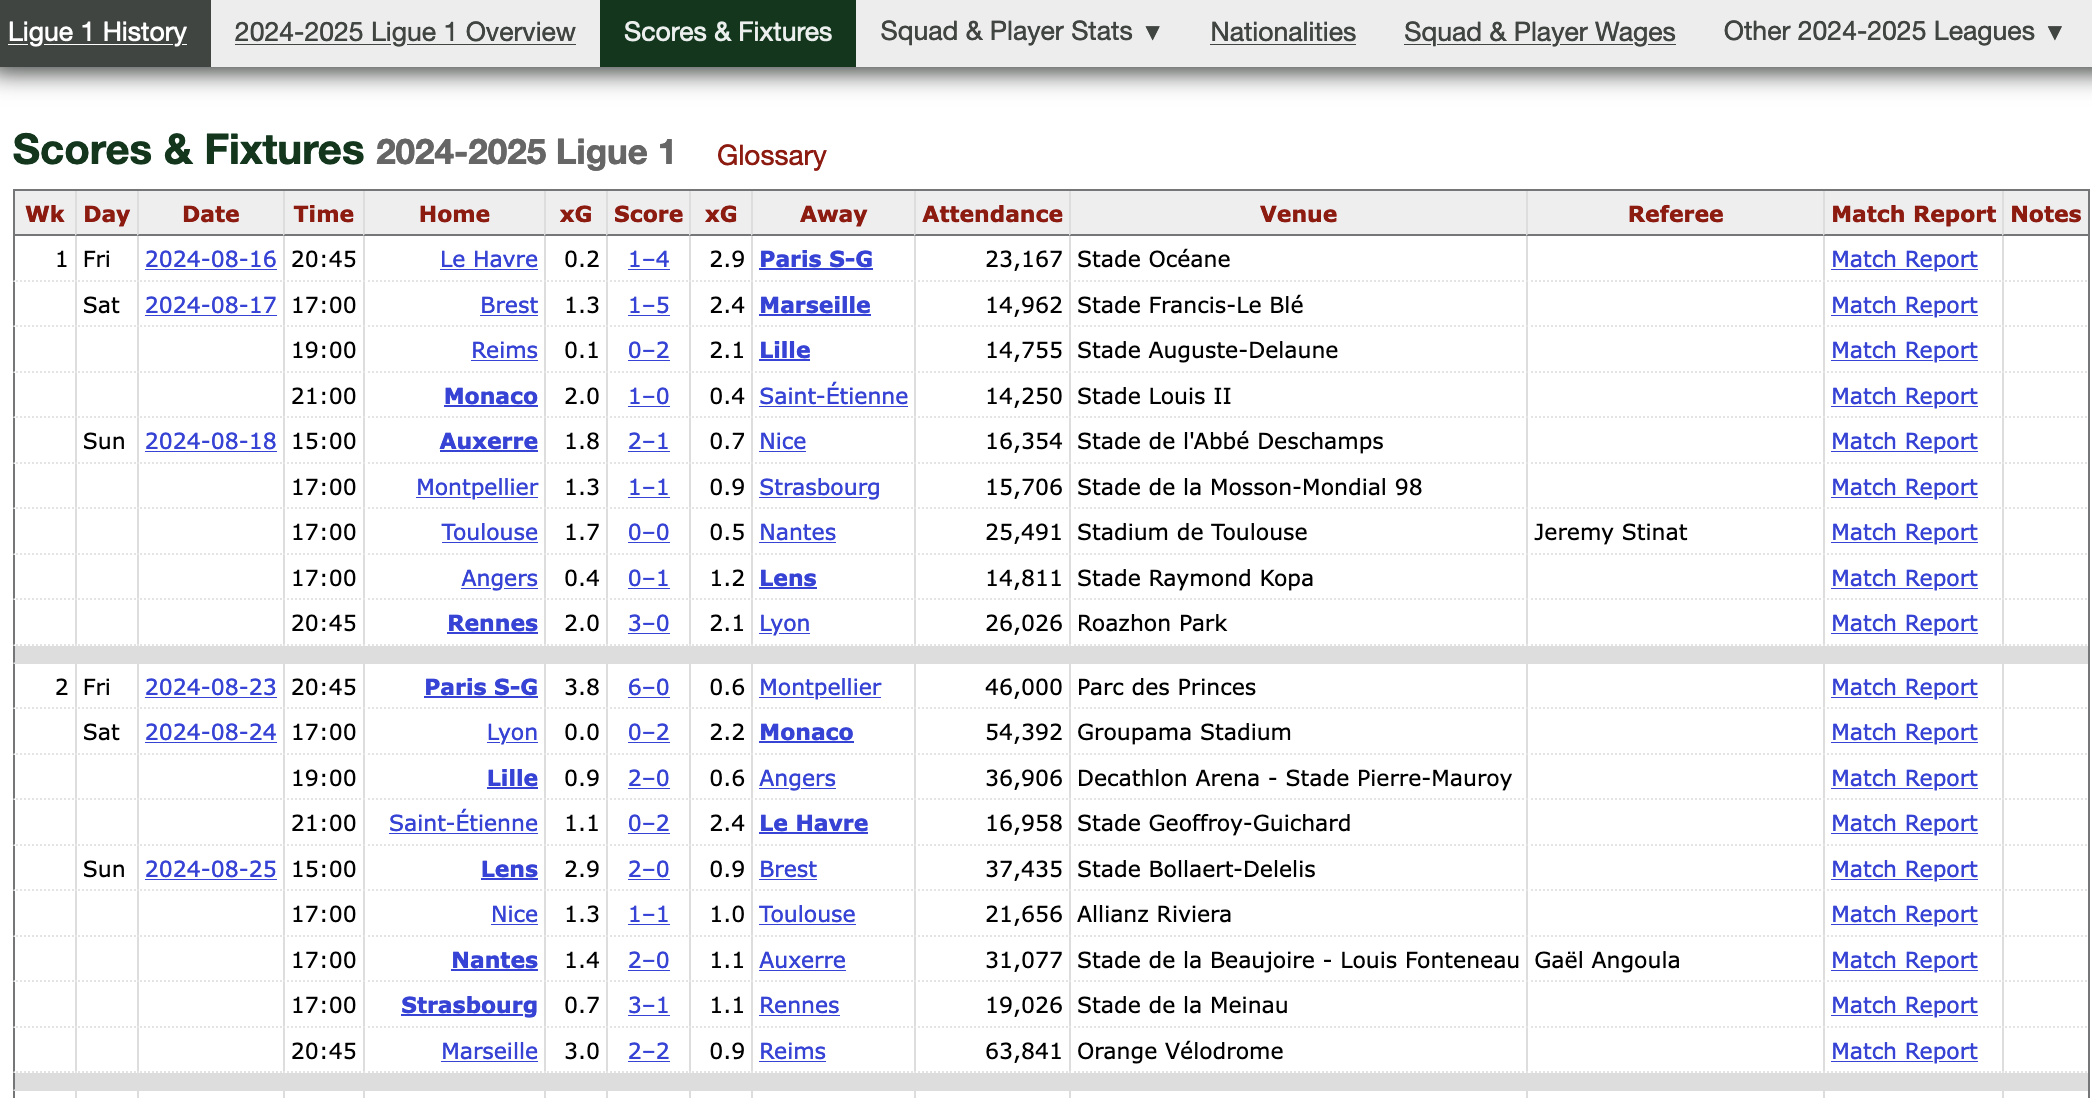 Ligue 1 History 2024-2025 Ligue 1 Overview Scores & Fixtures Squad & Player Stats ▼ Nationalities Squad & Player Wages Other 2024-2025 Leagues ▼
Scores & Fixtures 2024-2025 Ligue 1 Glossary
Wk Day Date Time Home xG Score xG Away Attendance Venue Referee Match Report Notes
1 Fri 2024-08-16 20:45 Le Havre 0.2 1–4 2.9 Paris S-G 23,167 Stade Océane Match Report
Sat 2024-08-17 17:00 Brest 1.3 1–5 2.4 Marseille 14,962 Stade Francis-Le Blé Match Report
19:00 Reims 0.1 0–2 2.1 Lille 14,755 Stade Auguste-Delaune Match Report
21:00 Monaco 2.0 1–0 0.4 Saint-Étienne 14,250 Stade Louis II Match Report
Sun 2024-08-18 15:00 Auxerre 1.8 2–1 0.7 Nice 16,354 Stade de l'Abbé Deschamps Match Report
17:00 Montpellier 1.3 1–1 0.9 Strasbourg 15,706 Stade de la Mosson-Mondial 98 Match Report
17:00 Toulouse 1.7 0–0 0.5 Nantes 25,491 Stadium de Toulouse Jeremy Stinat Match Report
17:00 Angers 0.4 0–1 1.2 Lens 14,811 Stade Raymond Kopa Match Report
20:45 Rennes 2.0 3–0 2.1 Lyon 26,026 Roazhon Park Match Report
2 Fri 2024-08-23 20:45 Paris S-G 3.8 6–0 0.6 Montpellier 46,000 Parc des Princes Match Report
Sat 2024-08-24 17:00 Lyon 0.0 0–2 2.2 Monaco 54,392 Groupama Stadium Match Report
19:00 Lille 0.9 2–0 0.6 Angers 36,906 Decathlon Arena - Stade Pierre-Mauroy Match Report
21:00 Saint-Étienne 1.1 0–2 2.4 Le Havre 16,958 Stade Geoffroy-Guichard Match Report
Sun 2024-08-25 15:00 Lens 2.9 2–0 0.9 Brest 37,435 Stade Bollaert-Delelis Match Report
17:00 Nice 1.3 1–1 1.0 Toulouse 21,656 Allianz Riviera Match Report
17:00 Nantes 1.4 2–0 1.1 Auxerre 31,077 Stade de la Beaujoire - Louis Fonteneau Gaël Angoula Match Report
17:00 Strasbourg 0.7 3–1 1.1 Rennes 19,026 Stade de la Meinau Match Report
20:45 Marseille 3.0 2–2 0.9 Reims 63,841 Orange Vélodrome Match Report